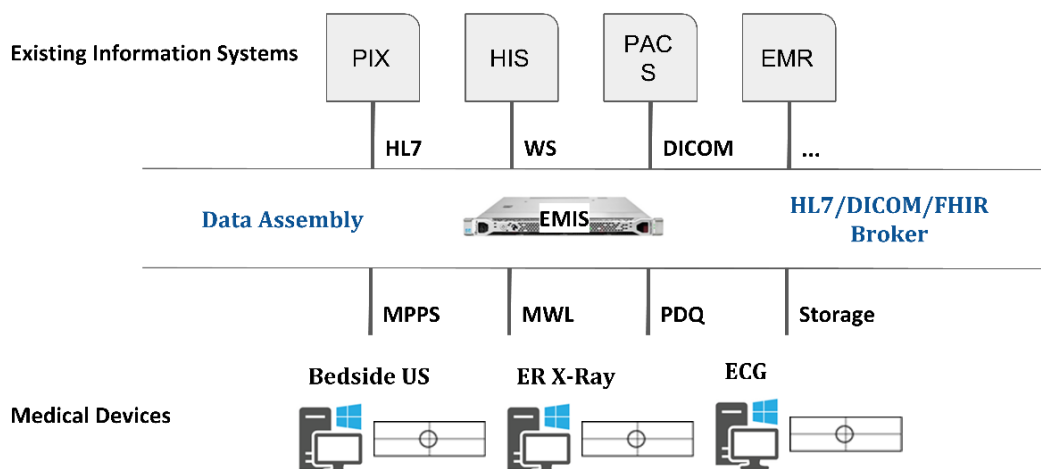 Existing Information Systems
PIX
HIS
PAC
S
EMR
HL7
WS
DICOM
...
Data Assembly
EMIS
HL7/DICOM/FHIR
Broker
MPPS
MWL
PDQ
Storage
Bedside US
ER X-Ray
ECG
Medical Devices